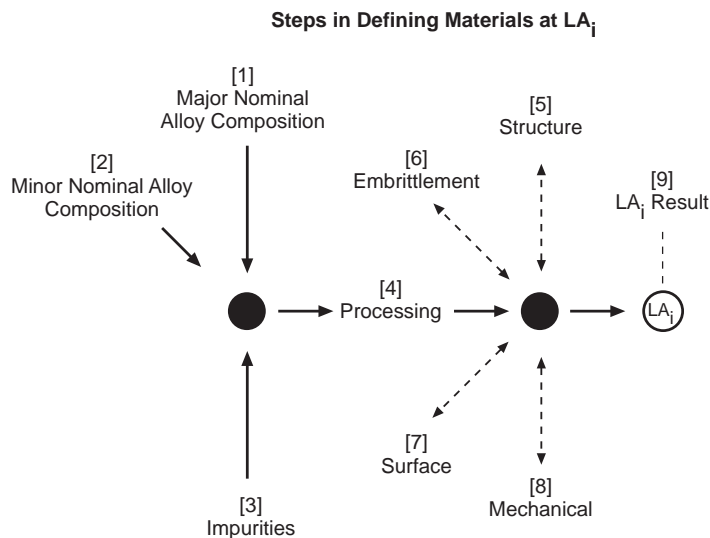 Steps in Defining Materials at LAi
[1]
Major Nominal
Alloy Composition
[2]
Minor Nominal Alloy
Composition
[5]
Structure
[6]
Embrittlement
[9]
LAi Result
[4]
Processing
LAi
[7]
Surface
[8]
Mechanical
[3]
Impurities